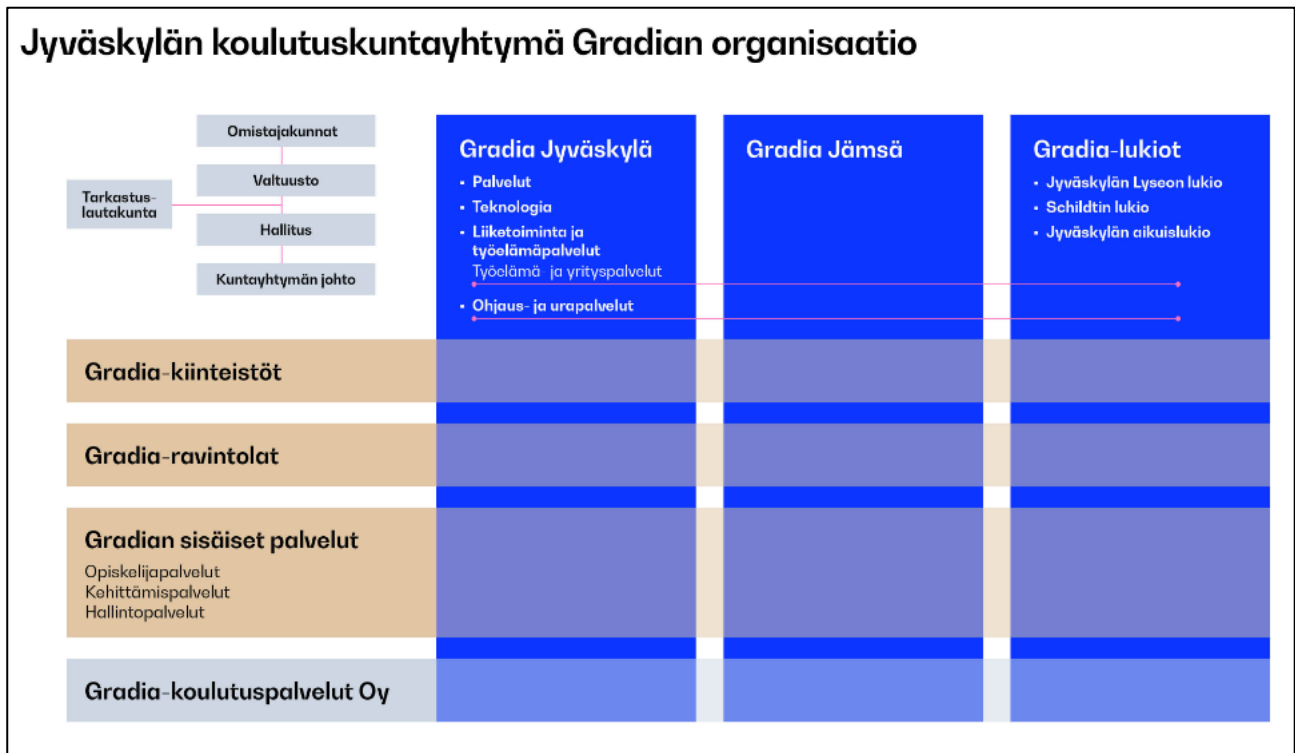 Jyväskylän koulutuskuntayhtymä Gradian organisaatio
Omistajakunnat
Valtuusto
Tarkastus-
lautakunta
Hallitus
Kuntayhtymän johto
Gradia Jyväskylä
• Palvelut
• Teknologia
• Liiketoiminta ja
työelämäpalvelut
Työelämä- ja yrityspalvelut
• Ohjaus- ja urapalvelut
Gradia Jämsä
Gradia-lukiot
• Jyväskylän Lyseon lukio
• Schildtin lukio
• Jyväskylän aikuislukio
Gradia-kiinteistöt
Gradia-ravintolat
Gradian sisäiset palvelut
Opiskelijapalvelut
Kehittämispalvelut
Hallintopalvelut
Gradia-koulutuspalvelut Oy